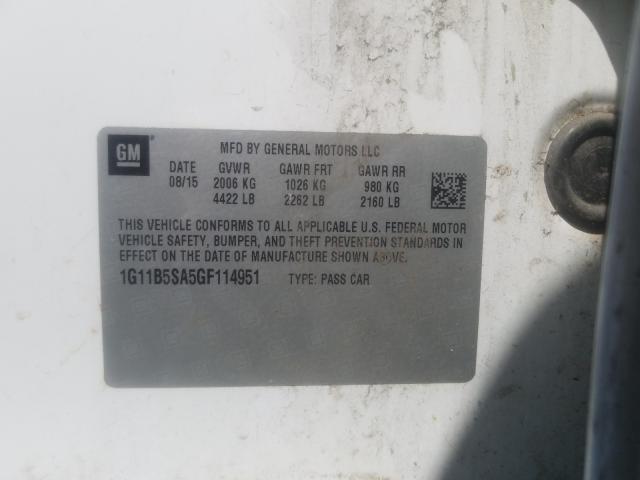 GM
MFD BY GENERAL MOTORS LLC
DATE GVWR GAWR FRT GAWR RR
08/15 2006 KG 1026 KG 980 KG
4422 LB 2262 LB 2160 LB
THIS VEHICLE CONFORMS TO ALL APPLICABLE U.S. FEDERAL MOTOR
VEHICLE SAFETY, BUMPER, AND THEFT PREVENTION STANDARDS IN
EFFECT ON THE DATE OF MANUFACTURE SHOWN ABOVE.
1G11B5SA5GF114951 TYPE: PASS CAR